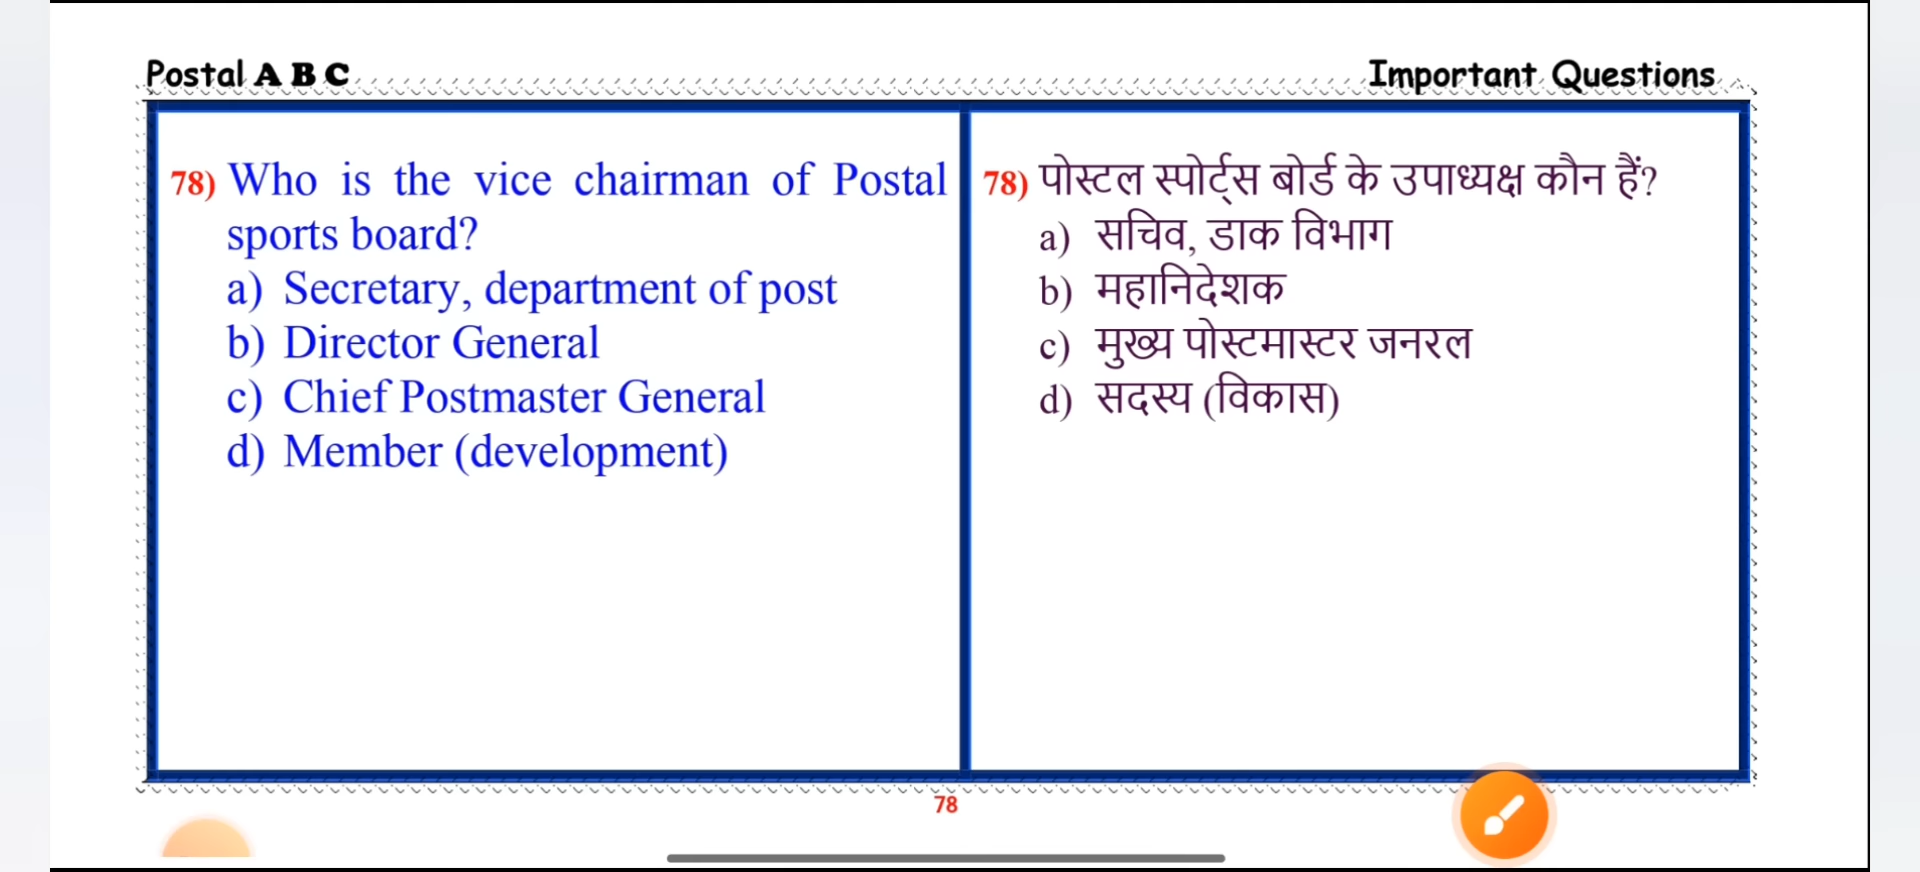 Postal A B C
Important Questions
78) Who is the vice chairman of Postal
sports board?
a) Secretary, department of post
b) Director General
c) Chief Postmaster General
d) Member (development)
78) पोस्टल स्पोर्ट्स बोर्ड के उपाध्यक्ष कौन हैं?
a) सचिव, डाक विभाग
b) महानिदेशक
c) मुख्य पोस्टमास्टर जनरल
d) सदस्य (विकास)
78